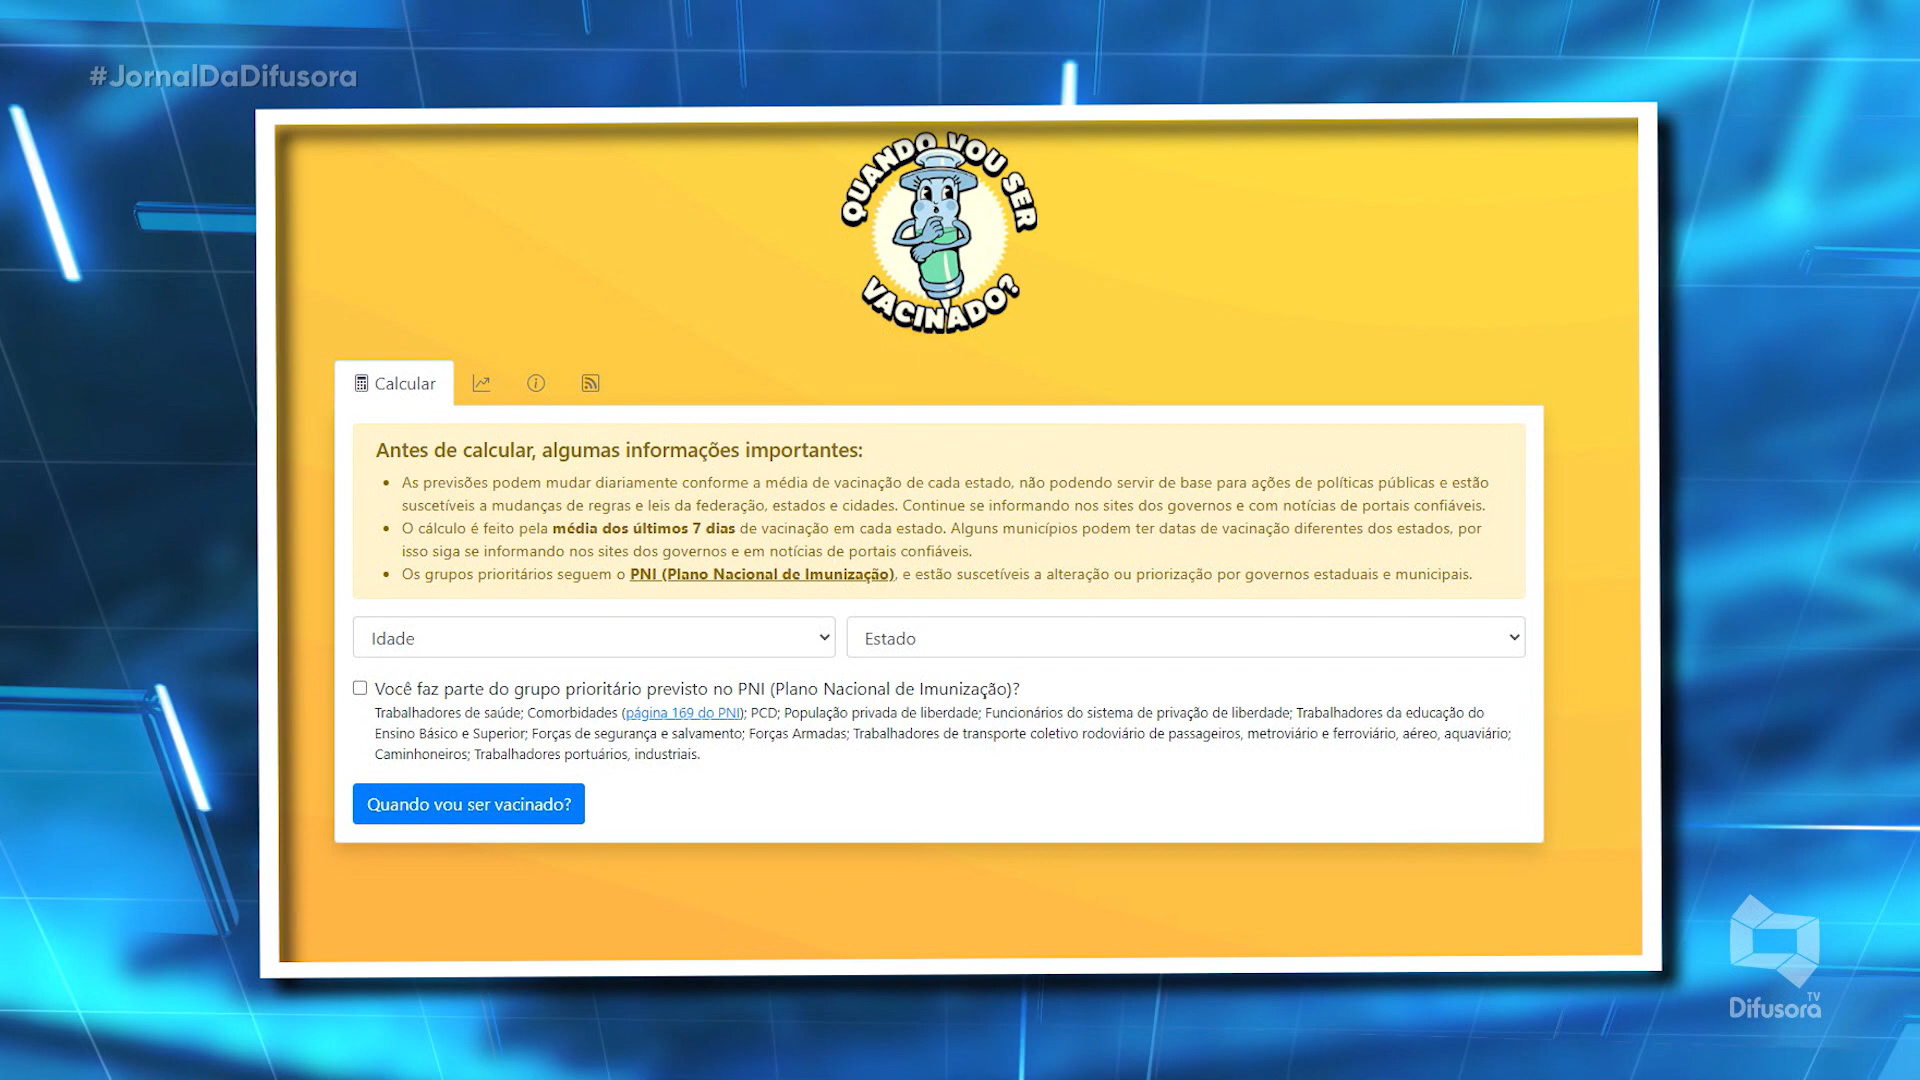 #JornalDaDifusora
QUANDO VOU SER
VACINADO?
Calcular
Antes de calcular, algumas informações importantes:
As previsões podem mudar diariamente conforme a média de vacinação de cada estado, não podendo servir de base para ações de políticas públicas e estão
suscetíveis a mudanças de regras e leis da federação, estados e cidades. Continue se informando nos sites dos governos e com notícias de portais confiáveis.
O cálculo é feito pela média dos últimos 7 dias de vacinação em cada estado. Alguns municípios podem ter datas de vacinação diferentes dos estados, por
isso siga se informando nos sites dos governos e em notícias de portais confiáveis.
Os grupos prioritários seguem o PNI (Plano Nacional de Imunização), e estão suscetíveis a alteração ou priorização por governos estaduais e municipais.
Idade
Estado
Você faz parte do grupo prioritário previsto no PNI (Plano Nacional de Imunização)?
Trabalhadores de saúde; Comorbidades (página 169 do PNI); PCD; População privada de liberdade; Funcionários do sistema de privação de liberdade; Trabalhadores da educação do
Ensino Básico e Superior; Forças de segurança e salvamento; Forças Armadas; Trabalhadores de transporte coletivo rodoviário de passageiros, metroviário e ferroviário, aéreo, aquaviário;
Caminhoneiros; Trabalhadores portuários, industriais.
Quando vou ser vacinado?
TV
Difusora